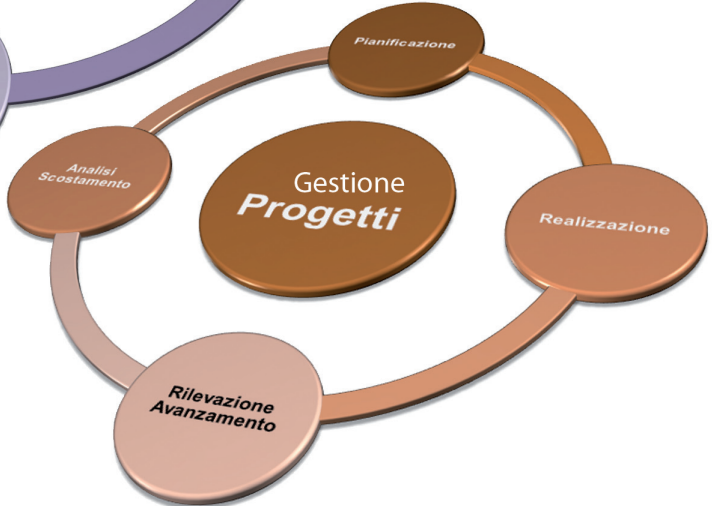 Pianificazione
Gestione
Progetti
Analisi
Scostamento
Realizzazione
Rilevazione
Avanzamento